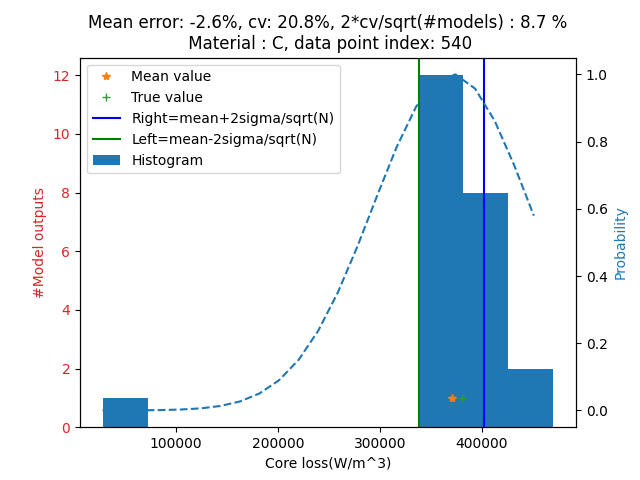 Mean error: -2.6%, cv: 20.8%, 2*cv/sqrt(#models) : 8.7 %
Material : C, data point index: 540
Mean value
True value
Right=mean+2sigma/sqrt(N)
Left=mean-2sigma/sqrt(N)
Histogram
12
10
8
6
4
2
0
#Model outputs
1.0
0.8
0.6
0.4
0.2
0.0
Probability
100000
200000
300000
400000
Core loss(W/m^3)